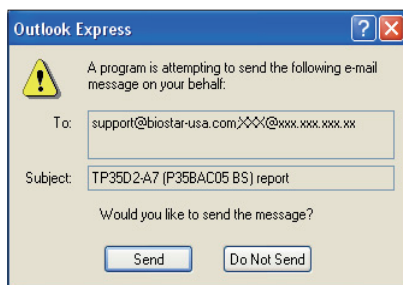 Outlook Express
A program is attempting to send the following e-mail
message on your behalf:
To: support@biostar-usa.com;XXX@xxx.xxx.xxx.xx
Subject: TP35D2-A7 (P35BAC05 BS) report
Would you like to send the message?
Send Do Not Send